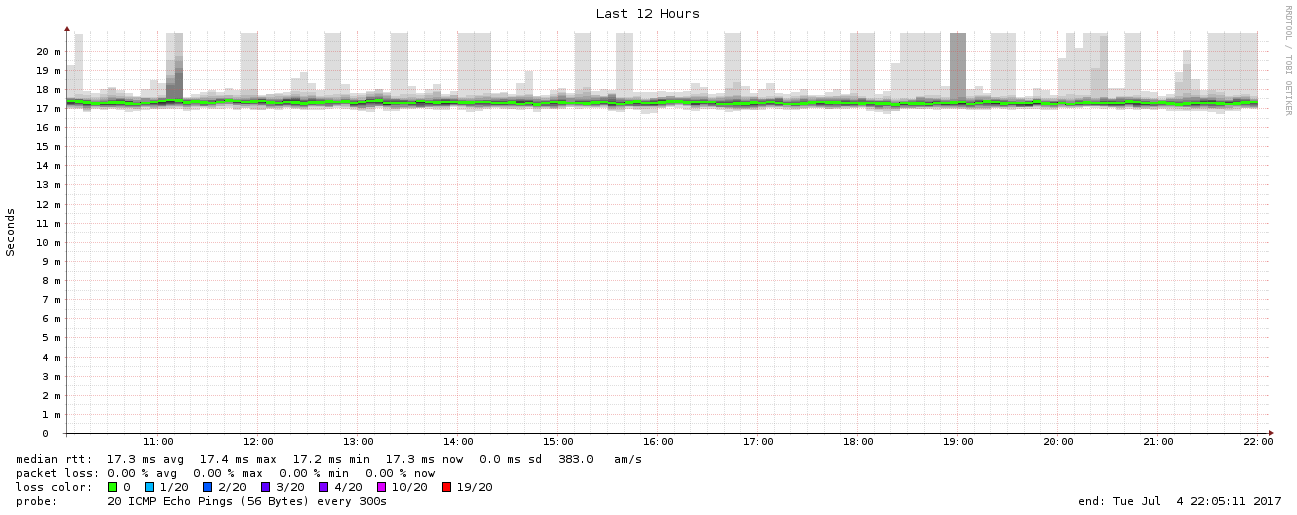 Last 12 Hours
RRDTOOL / TOBI OETIKER
Seconds
20 m
19 m
18 m
17 m
16 m
15 m
14 m
13 m
12 m
11 m
10 m
9 m
8 m
7 m
6 m
5 m
4 m
3 m
2 m
1 m
0
11:00 12:00 13:00 14:00 15:00 16:00 17:00 18:00 19:00 20:00 21:00 22:00
median rtt: 17.3 ms avg 17.4 ms max 17.2 ms min 17.3 ms now 0.0 ms sd 383.0 am/s
packet loss: 0.00 % avg 0.00 % max 0.00 % min 0.00 % now
loss color: 0 1/20 2/20 3/20 4/20 10/20 19/20
probe: 20 ICMP Echo Pings (56 Bytes) every 300s end: Tue Jul 4 22:05:11 2017